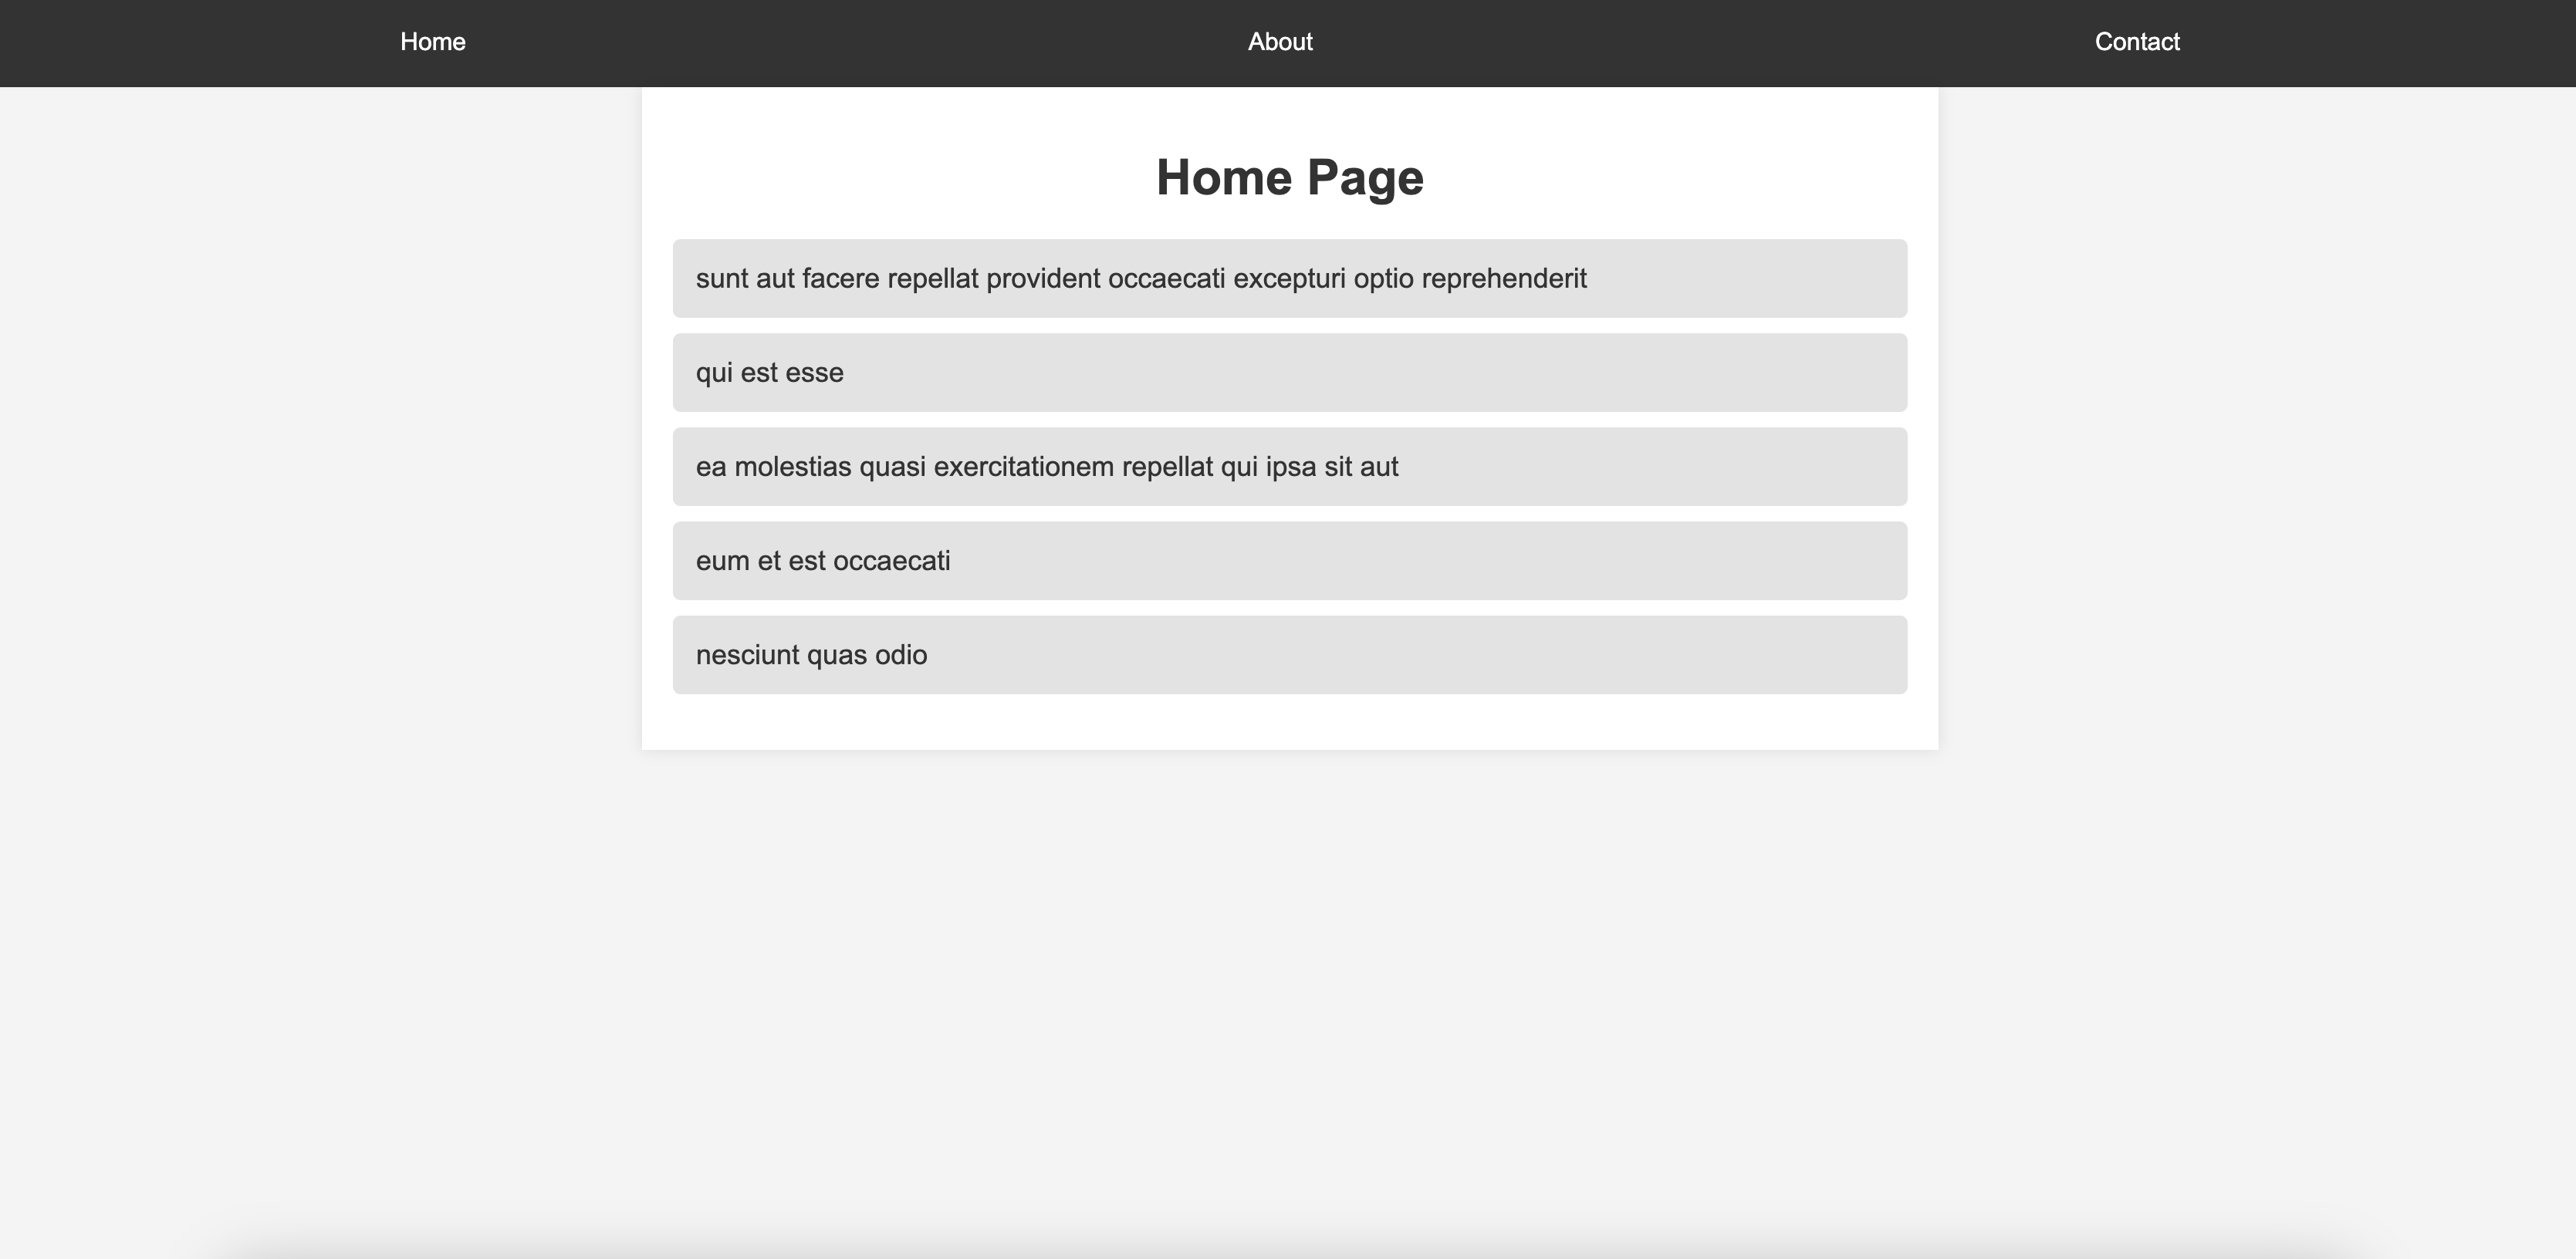 Home
About
Contact
Home Page
sunt aut facere repellat provident occaecati excepturi optio reprehenderit
qui est esse
ea molestias quasi exercitationem repellat qui ipsa sit aut
eum et est occaecati
nesciunt quas odio